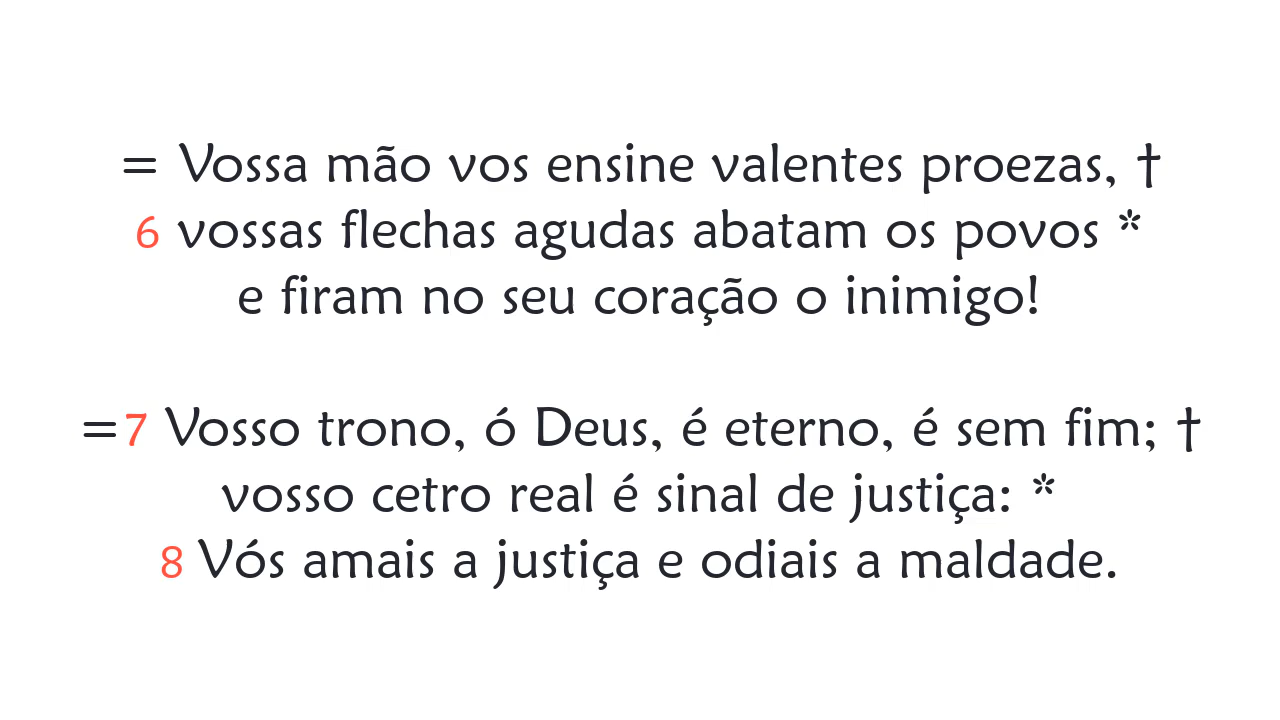 = Vossa mão vos ensine valentes proezas, †
6 vossas flechas agudas abatam os povos *
e firam no seu coração o inimigo!
=7 Vosso trono, ó Deus, é eterno, é sem fim; †
vosso cetro real é sinal de justiça: *
8 Vós amais a justiça e odiais a maldade.